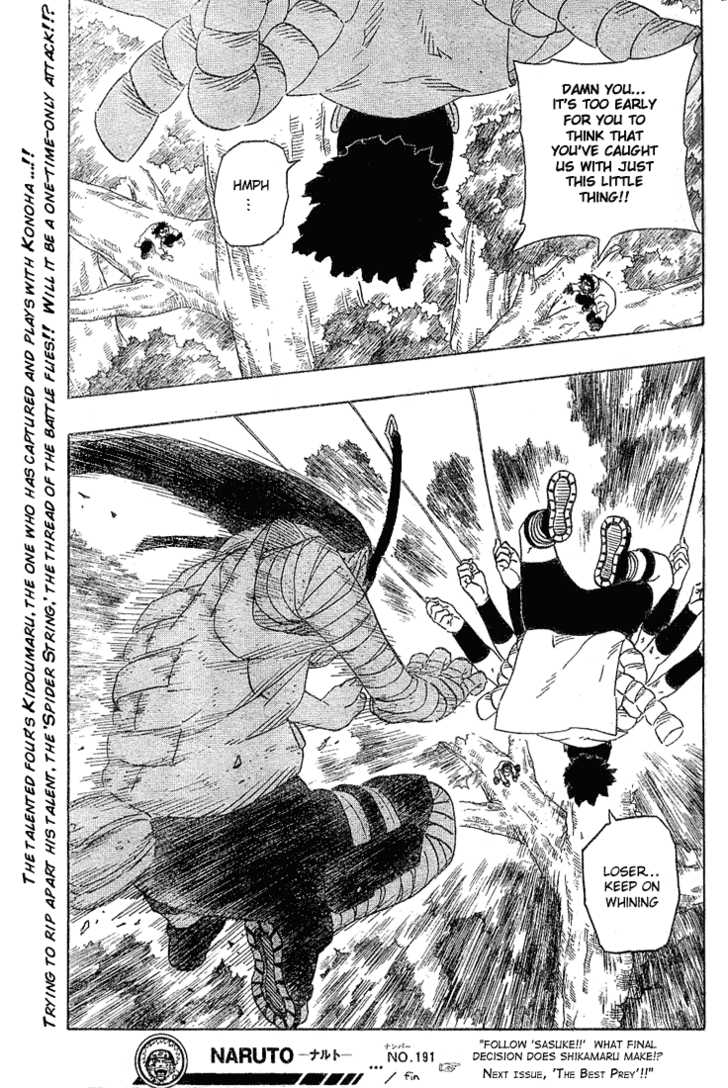 THE TALENTED FOUR'S KIDOUMARU, THE ONE WHO HAS CAPTURED AND PLAYS WITH KONOHA...!!
TRYING TO RIP APART HIS TALENT, THE 'SPIDER STRING,' THE THREAD OF THE BATTLE FLIES!! WILL IT BE A ONE-TIME-ONLY ATTACK!?
DAMN YOU...
IT'S TOO EARLY
FOR YOU TO
THINK THAT
YOU'VE CAUGHT
US WITH JUST
THIS LITTLE
THING!!
HMPH
...
LOSER..
KEEP ON
WHINING
NARUTO —ナルト—
ナンバー
NO.191
... / fin
"FOLLOW 'SASUKE!!' WHAT FINAL
DECISION DOES SHIKAMARU MAKE!?
NEXT ISSUE, 'THE BEST PREY'!!"